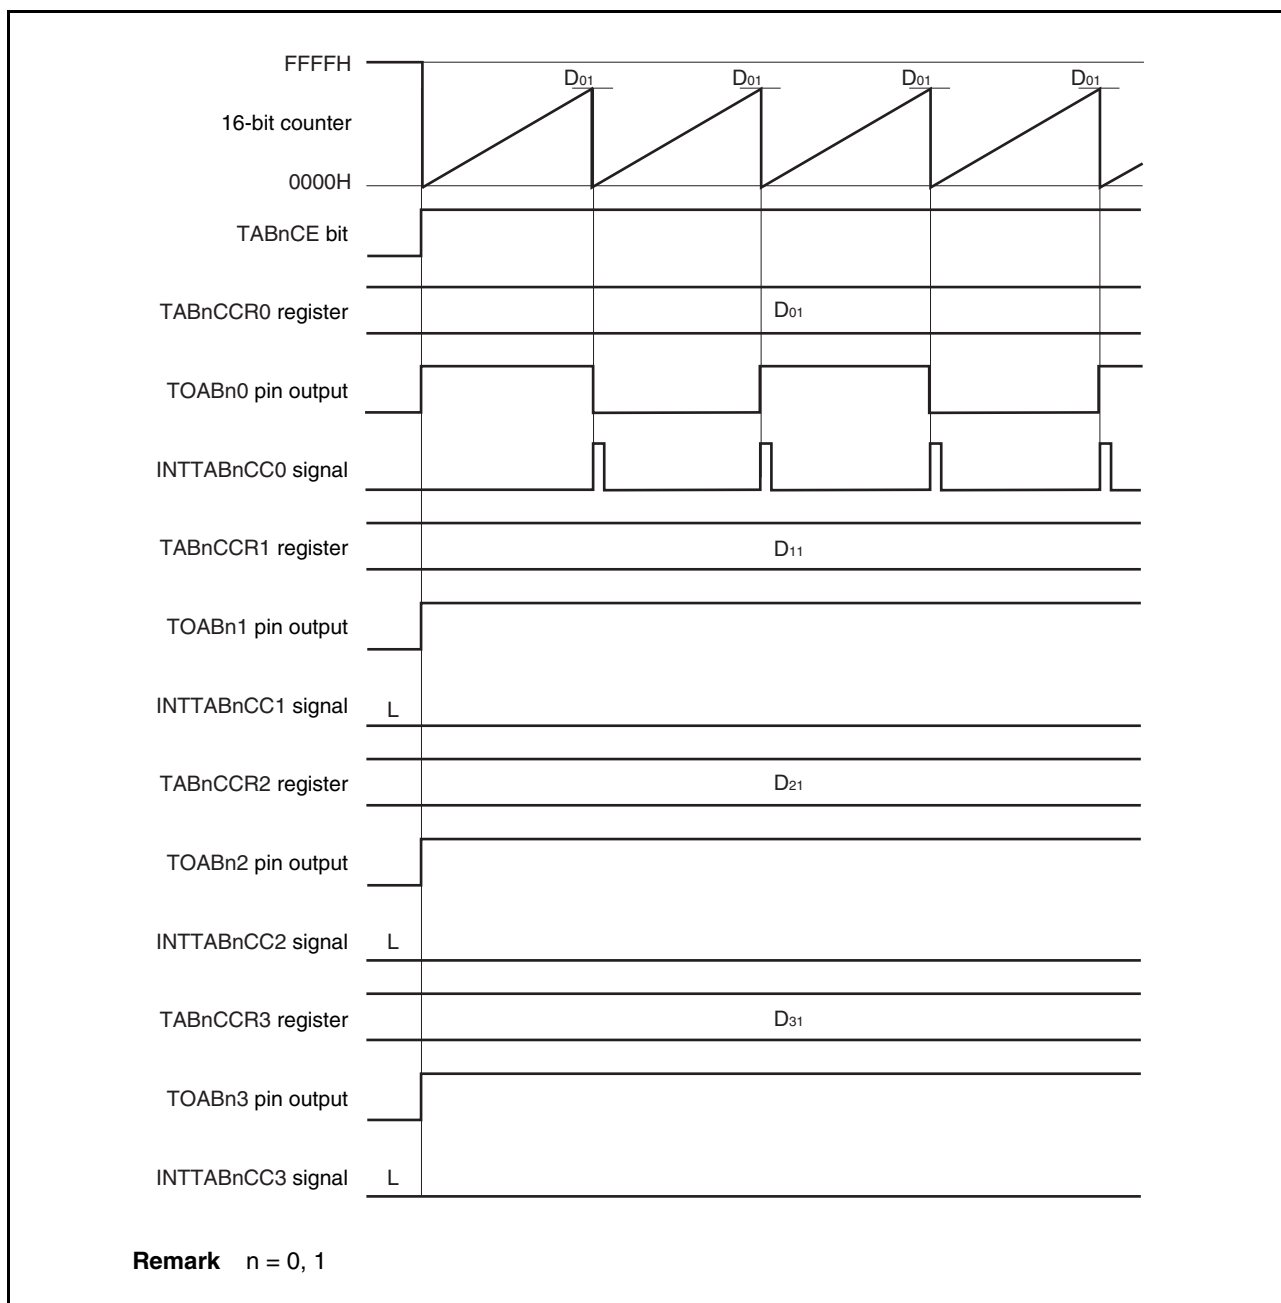 FFFFH
D01 D01 D01 D01
16-bit counter
0000H
TABnCE bit
TABnCCR0 register D01
TOABn0 pin output
INTTABnCC0 signal
TABnCCR1 register D11
TOABn1 pin output
INTTABnCC1 signal L
TABnCCR2 register D21
TOABn2 pin output
INTTABnCC2 signal L
TABnCCR3 register D31
TOABn3 pin output
INTTABnCC3 signal L
Remark n = 0, 1